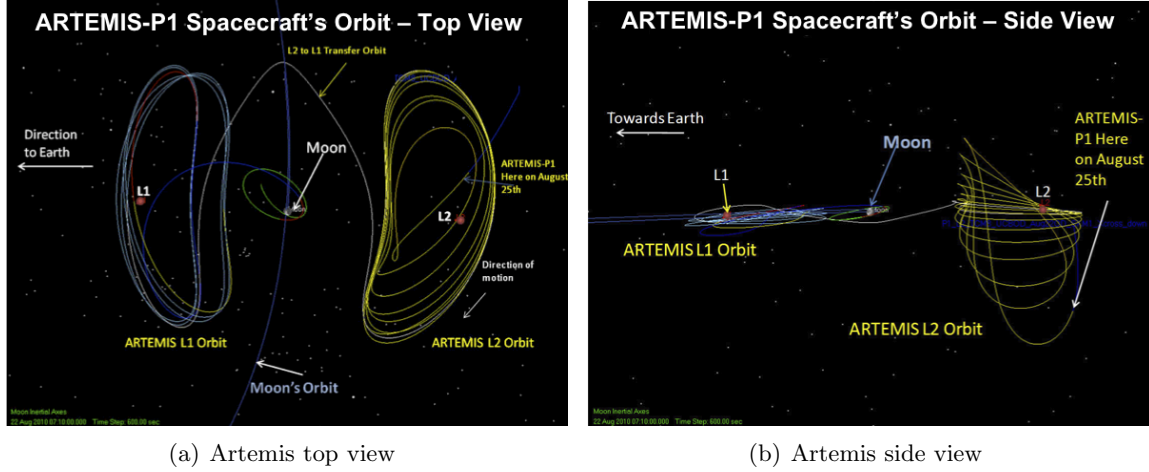 ARTEMIS-P1 Spacecraft's Orbit – Top View
L2 to L1 Transfer Orbit
Direction
to Earth
Moon
ARTEMIS-P1
Here on August
25th
L1
L2
Direction of
motion
ARTEMIS L1 Orbit
ARTEMIS L2 Orbit
Moon's Orbit
Moon Inertial Axes
22 Aug 2010 07:10:00.000 Time Step: 600.00 sec
(a) Artemis top view
ARTEMIS-P1 Spacecraft's Orbit – Side View
Towards Earth
Moon
ARTEMIS-
P1 Here
on August
25th
L1
L2
ARTEMIS L1 Orbit
ARTEMIS L2 Orbit
Moon Inertial Axes
22 Aug 2010 07:10:00.000 Time Step: 600.00 sec
(b) Artemis side view